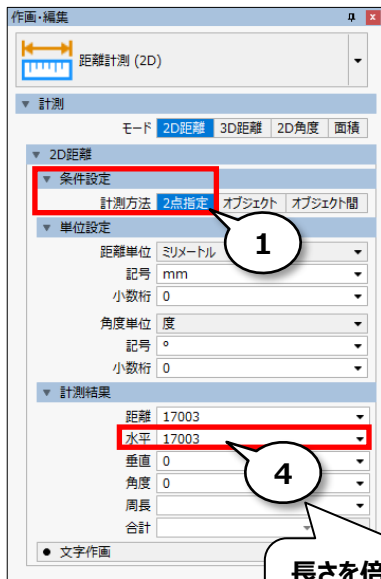 作画・編集
距離計測 (2D)
計測
モード 2D距離 3D距離 2D角度 面積
2D距離
条件設定
計測方法 2点指定 オブジェクト オブジェクト間
1
単位設定
距離単位 ミリメートル
記号 mm
小数桁 0
角度単位 度
記号 °
小数桁 0
計測結果
距離 17003
水平 17003
垂直 0
4
角度 0
周長
合計
文字作画
長さを倍